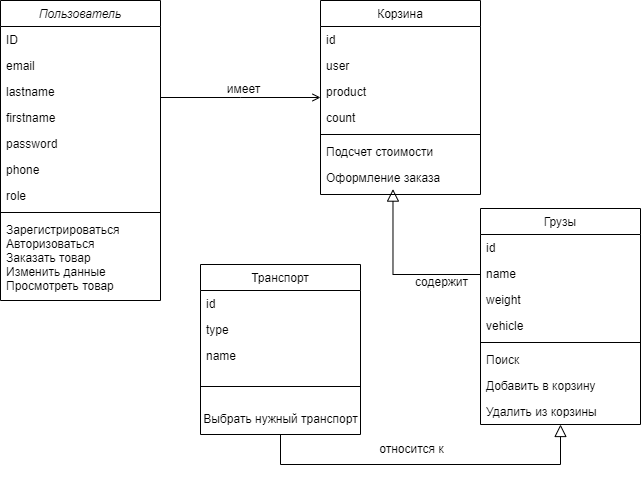 Пользователь
ID
email
lastname
firstname
password
phone
role
Зарегистрироваться
Авторизоваться
Заказать товар
Изменить данные
Просмотреть товар
имеет
Корзина
id
user
product
count
Подсчет стоимости
Оформление заказа
содержит
Грузы
id
name
weight
vehicle
Поиск
Добавить в корзину
Удалить из корзины
Транспорт
id
type
name
Выбрать нужный транспорт
относится к